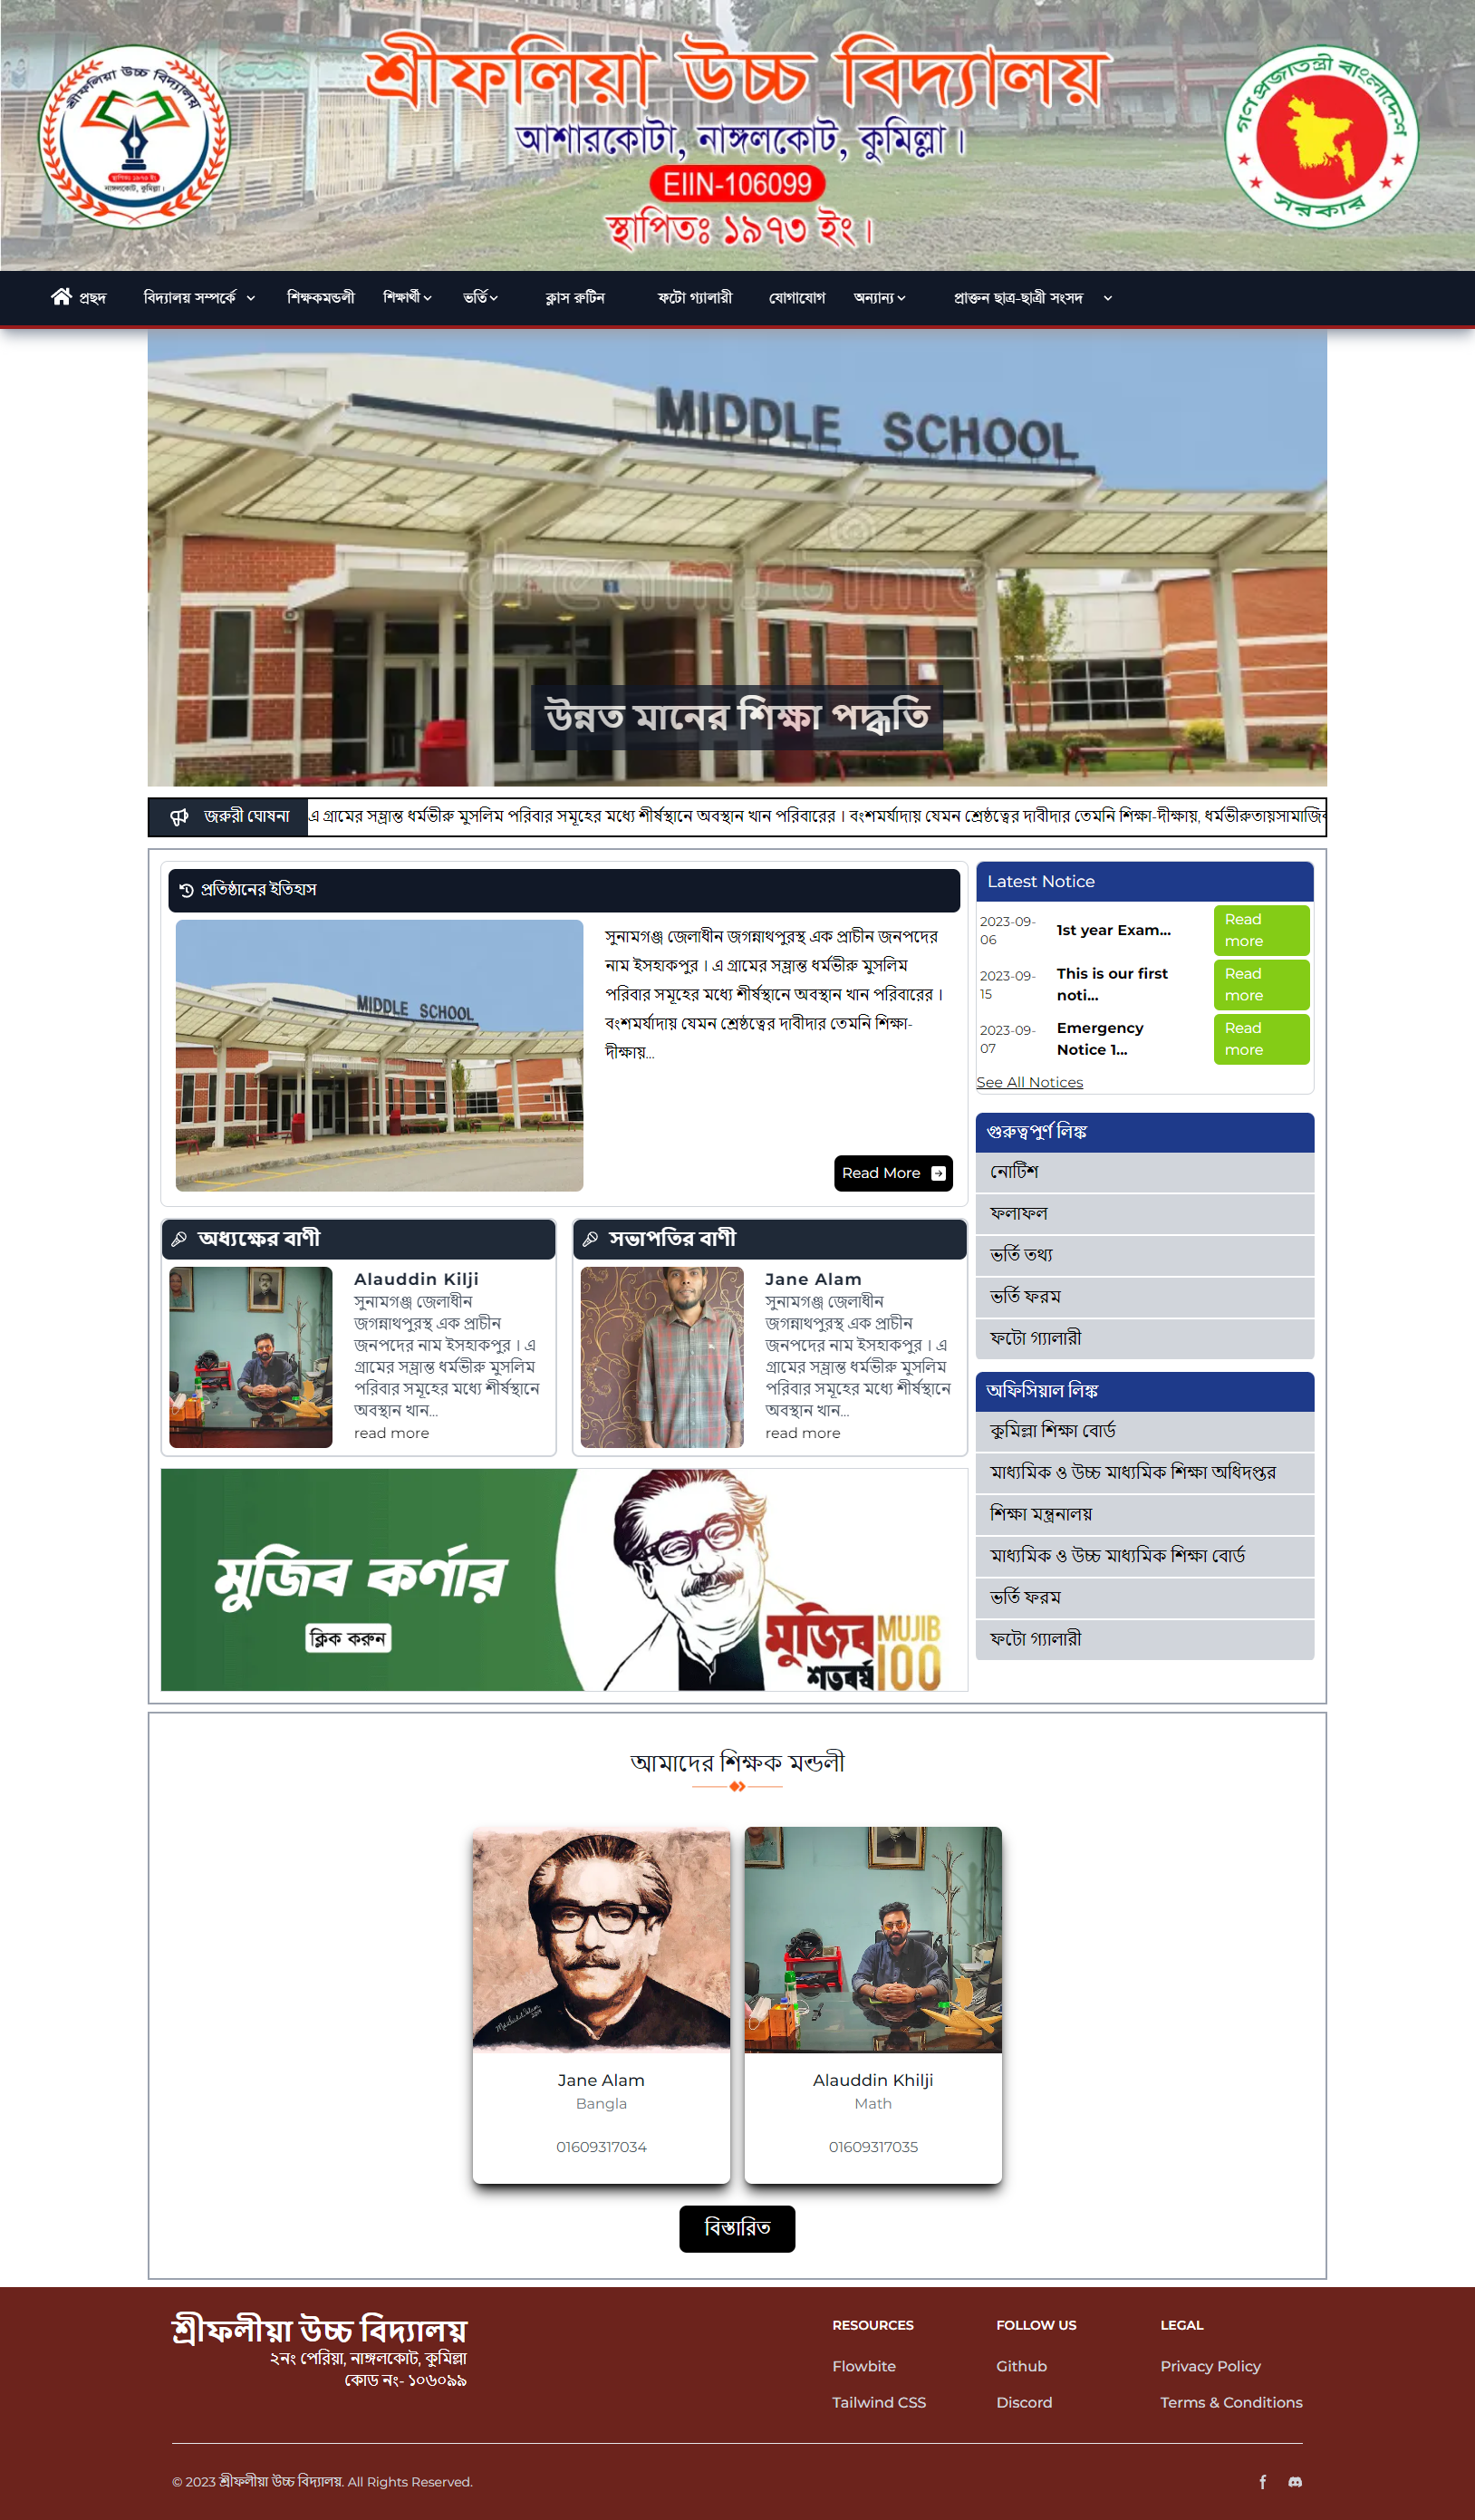 শ্রীফলিয়া উচ্চ বিদ্যালয়
আশারকোটা, নাঙ্গলকোট, কুমিল্লা।
EIIN-106099
স্থাপিতঃ ১৯৭৩ ইং।
শ্রীফলিয়া উচ্চ বিদ্যালয়
স্থাপিতঃ ১৯৭৩ ইং
নাংগলকোট, কুমিল্লা।
গণপ্রজাতন্ত্রী বাংলাদেশ
সরকার
প্রছদ বিদ্যালয় সম্পর্কে শিক্ষকমন্ডলী শিক্ষার্থী ভর্তি ক্লাস রুটিন ফটো গ্যালারী যোগাযোগ অন্যান্য প্রাক্তন ছাত্র-ছাত্রী সংসদ
MIDDLE SCHOOL
dreamstime
উন্নত মানের শিক্ষা পদ্ধতি
জরুরী ঘোষনা এ গ্রামের সম্ভ্রান্ত ধর্মভীরু মুসলিম পরিবার সমূহের মধ্যে শীর্ষস্থানে অবস্থান খান পরিবারের । বংশমর্যাদায় যেমন শ্রেষ্ঠত্বের দাবীদার তেমনি শিক্ষা-দীক্ষায়, ধর্মভীরুতায়সামাজিক
প্রতিষ্ঠানের ইতিহাস
MIDDLE SCHOOL
সুনামগঞ্জ জেলাধীন জগন্নাথপুরস্থ এক প্রাচীন জনপদের
নাম ইসহাকপুর । এ গ্রামের সম্ভ্রান্ত ধর্মভীরু মুসলিম
পরিবার সমূহের মধ্যে শীর্ষস্থানে অবস্থান খান পরিবারের ।
বংশমর্যাদায় যেমন শ্রেষ্ঠত্বের দাবীদার তেমনি শিক্ষা-
দীক্ষায়...
Read More
অধ্যক্ষের বাণী
Alauddin Kilji
সুনামগঞ্জ জেলাধীন
জগন্নাথপুরস্থ এক প্রাচীন
জনপদের নাম ইসহাকপুর । এ
গ্রামের সম্ভ্রান্ত ধর্মভীরু মুসলিম
পরিবার সমূহের মধ্যে শীর্ষস্থানে
অবস্থান খান...
read more
সভাপতির বাণী
Jane Alam
সুনামগঞ্জ জেলাধীন
জগন্নাথপুরস্থ এক প্রাচীন
জনপদের নাম ইসহাকপুর । এ
গ্রামের সম্ভ্রান্ত ধর্মভীরু মুসলিম
পরিবার সমূহের মধ্যে শীর্ষস্থানে
অবস্থান খান...
read more
মুজিব কর্ণার
ক্লিক করুন
মুজিব MUJIB
শতবর্ষ 100
Latest Notice
2023-09-
06
1st year Exam...
Read
more
2023-09-
15
This is our first
noti...
Read
more
2023-09-
07
Emergency
Notice 1...
Read
more
See All Notices
গুরুত্বপুর্ণ লিঙ্ক
নোটিশ
ফলাফল
ভর্তি তথ্য
ভর্তি ফরম
ফটো গ্যালারী
অফিসিয়াল লিঙ্ক
কুমিল্লা শিক্ষা বোর্ড
মাধ্যমিক ও উচ্চ মাধ্যমিক শিক্ষা অধিদপ্তর
শিক্ষা মন্ত্রনালয়
মাধ্যমিক ও উচ্চ মাধ্যমিক শিক্ষা বোর্ড
ভর্তি ফরম
ফটো গ্যালারী
আমাদের শিক্ষক মন্ডলী
Jane Alam
Bangla
01609317034
Alauddin Khilji
Math
01609317035
বিস্তারিত
শ্রীফলীয়া উচ্চ বিদ্যালয়
২নং পেরিয়া, নাঙ্গলকোট, কুমিল্লা
কোড নং- ১০৬০৯৯
RESOURCES
Flowbite
Tailwind CSS
FOLLOW US
Github
Discord
LEGAL
Privacy Policy
Terms & Conditions
© 2023 শ্রীফলীয়া উচ্চ বিদ্যালয়. All Rights Reserved.